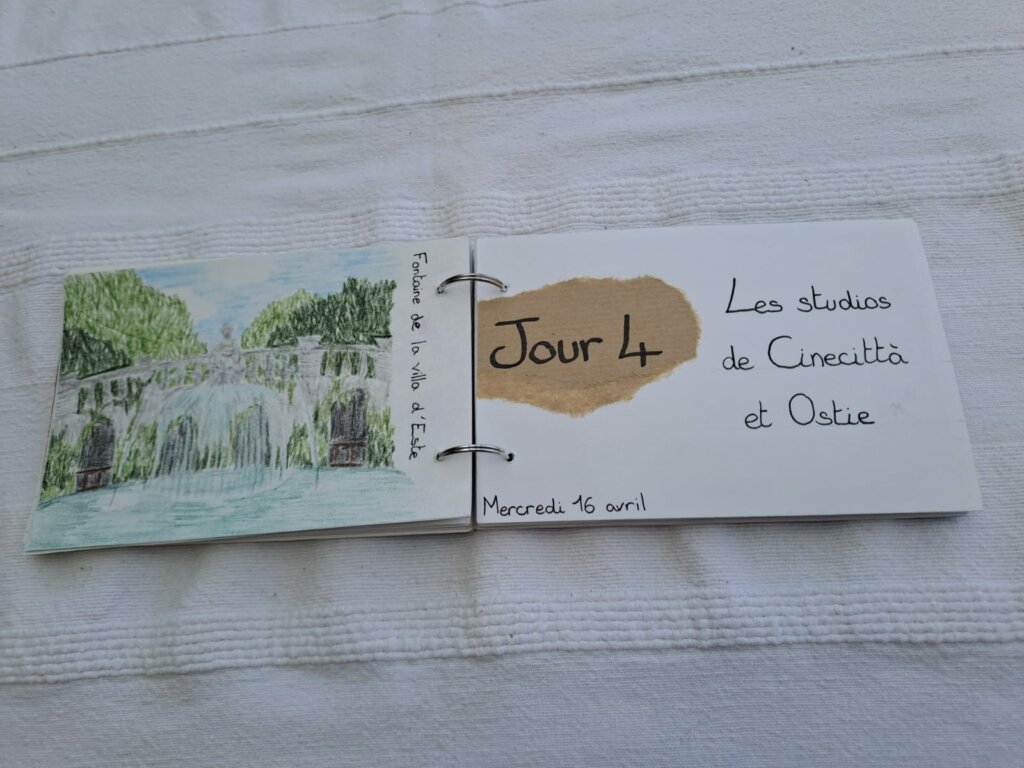 Fontaine de la villa d'Este
Jour 4
Les studios
de Cinecittà
et Ostie
Mercredi 16 avril